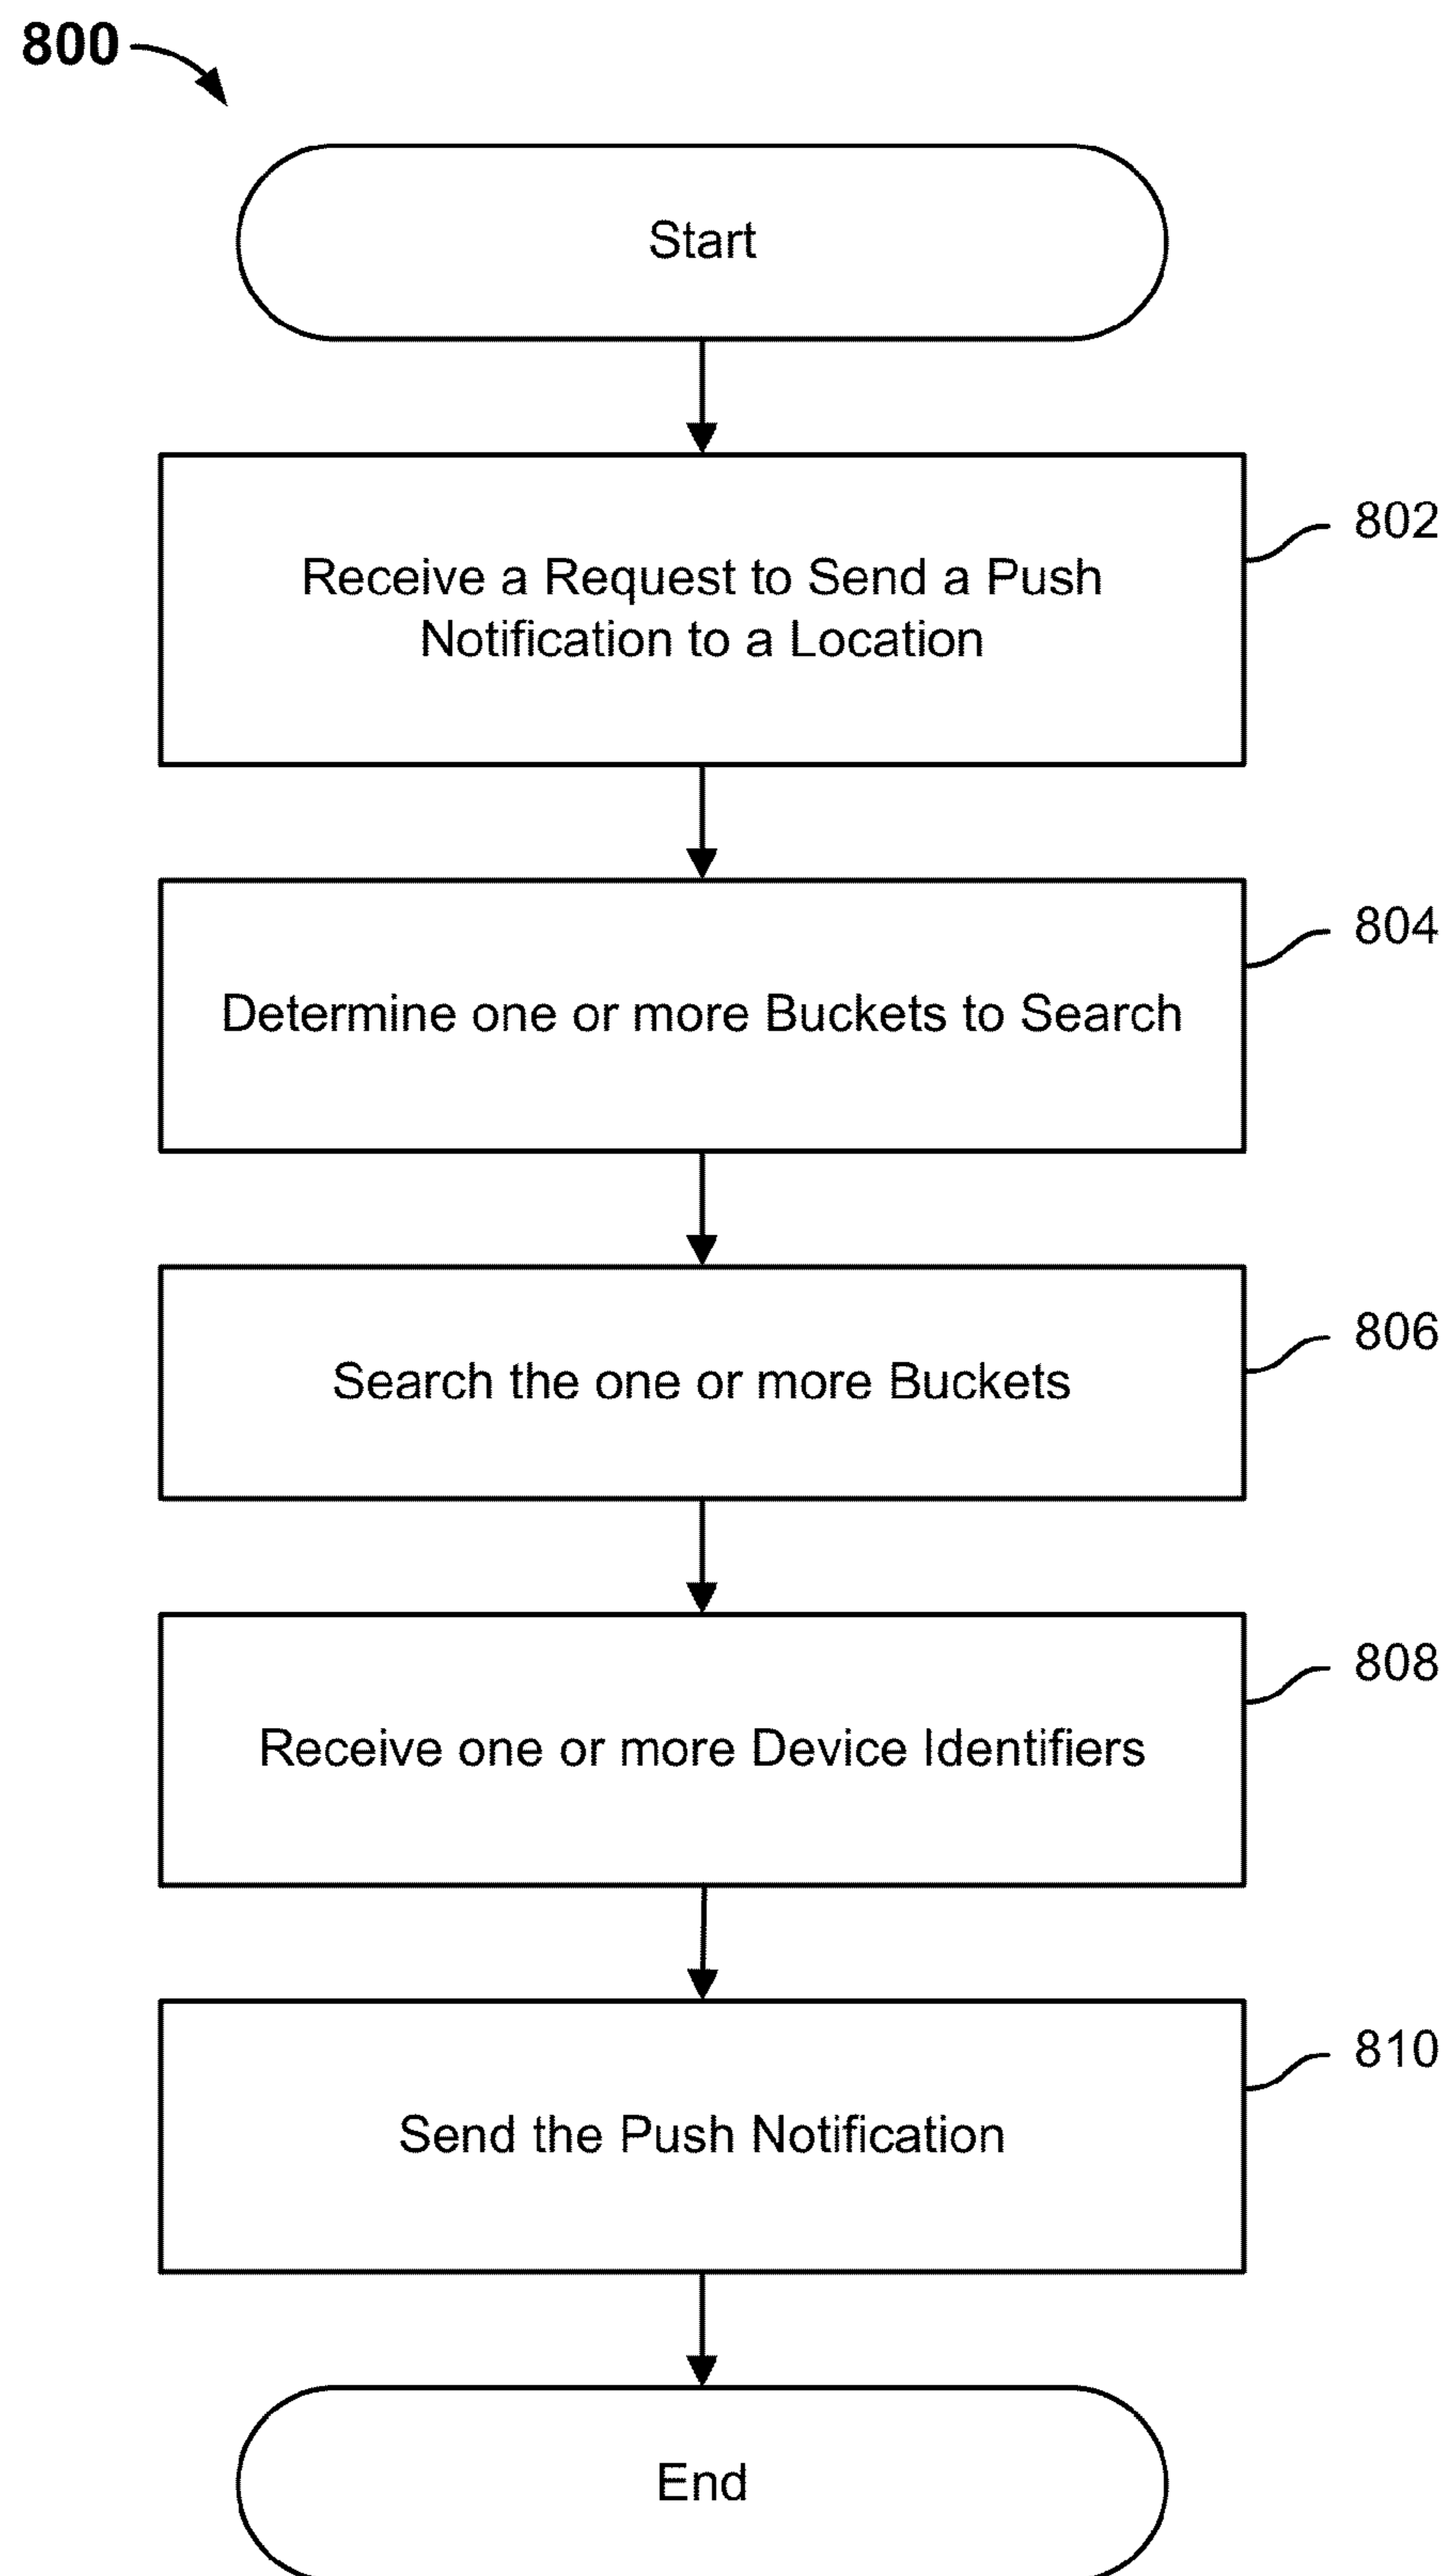 800
Start
Receive a Request to Send a Push
Notification to a Location
802
Determine one or more Buckets to Search
804
Search the one or more Buckets
806
Receive one or more Device Identifiers
808
Send the Push Notification
810
End